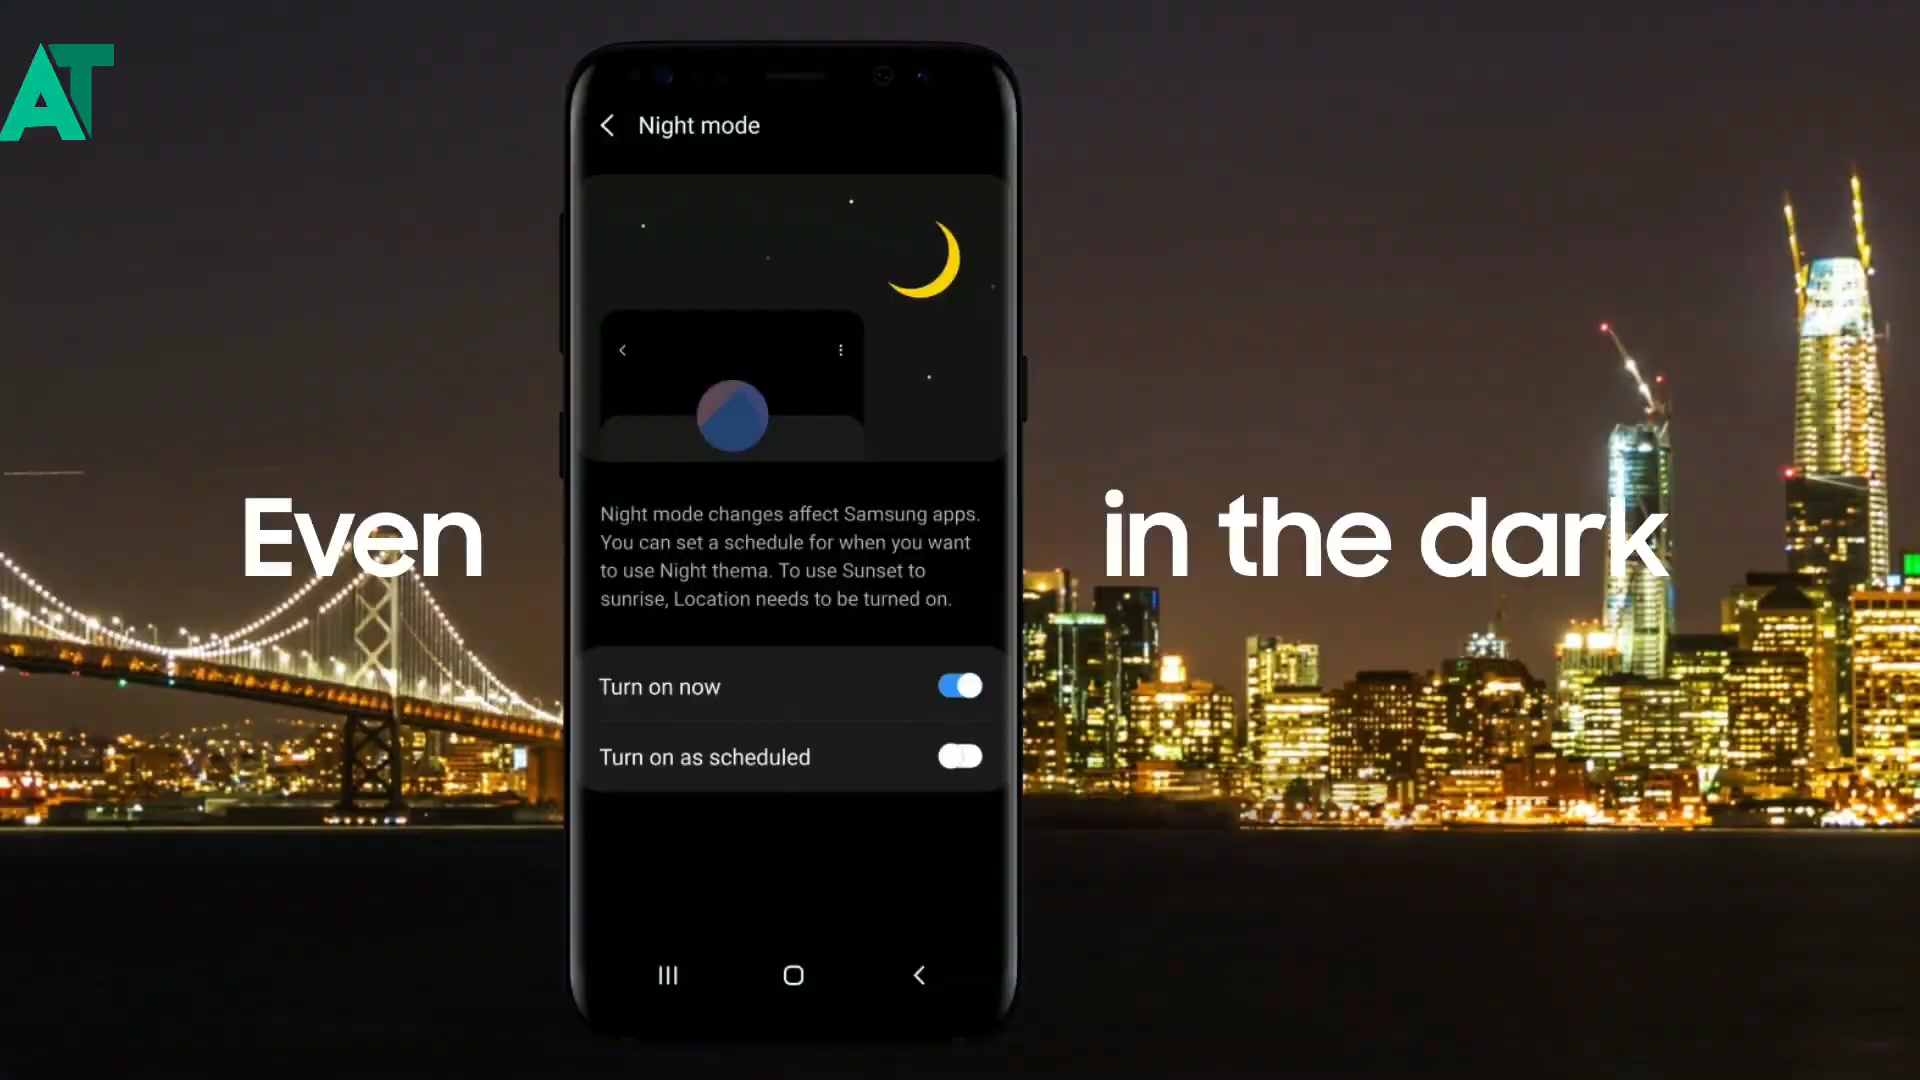 AT
Night mode
Even
in the dark
Night mode changes affect Samsung apps.
You can set a schedule for when you want
to use Night thema. To use Sunset to
sunrise, Location needs to be turned on.
Turn on now
Turn on as scheduled